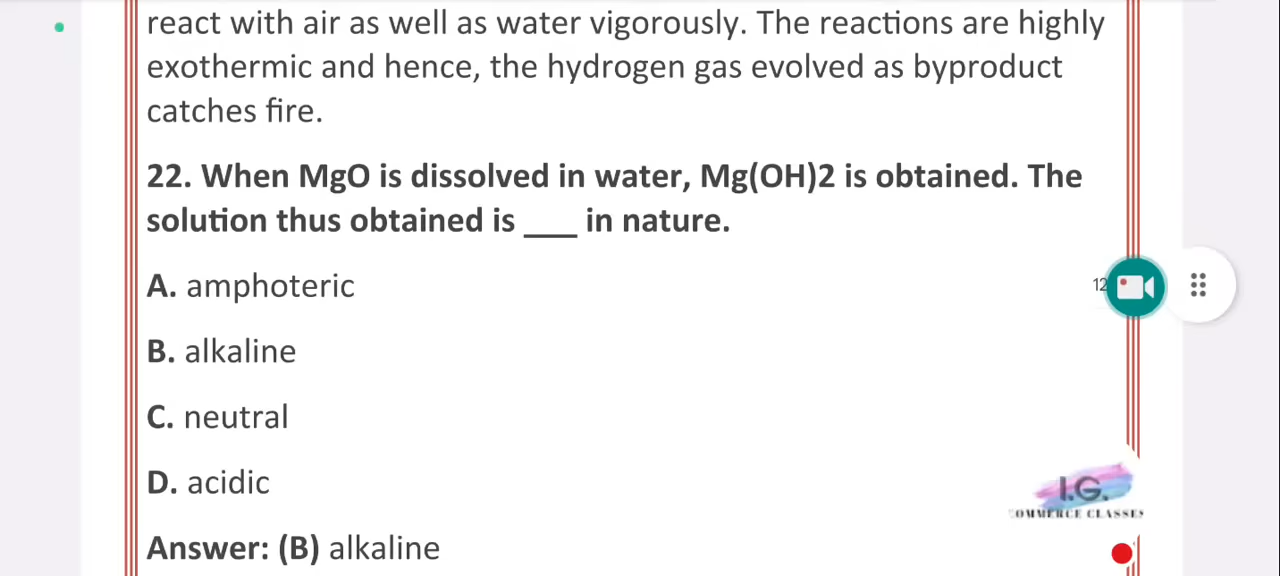 react with air as well as water vigorously. The reactions are highly
exothermic and hence, the hydrogen gas evolved as byproduct
catches fire.
22. When MgO is dissolved in water, Mg(OH)2 is obtained. The
solution thus obtained is ___ in nature.
A. amphoteric
12
B. alkaline
C. neutral
D. acidic
I.G.
COMMERCE CLASSES
Answer: (B) alkaline